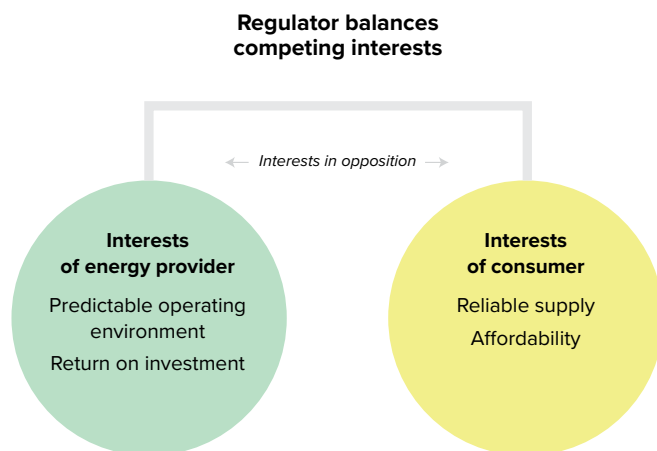 Regulator balances
competing interests
Interests in opposition
Interests
of energy provider
Predictable operating
environment
Return on investment
Interests
of consumer
Reliable supply
Affordability